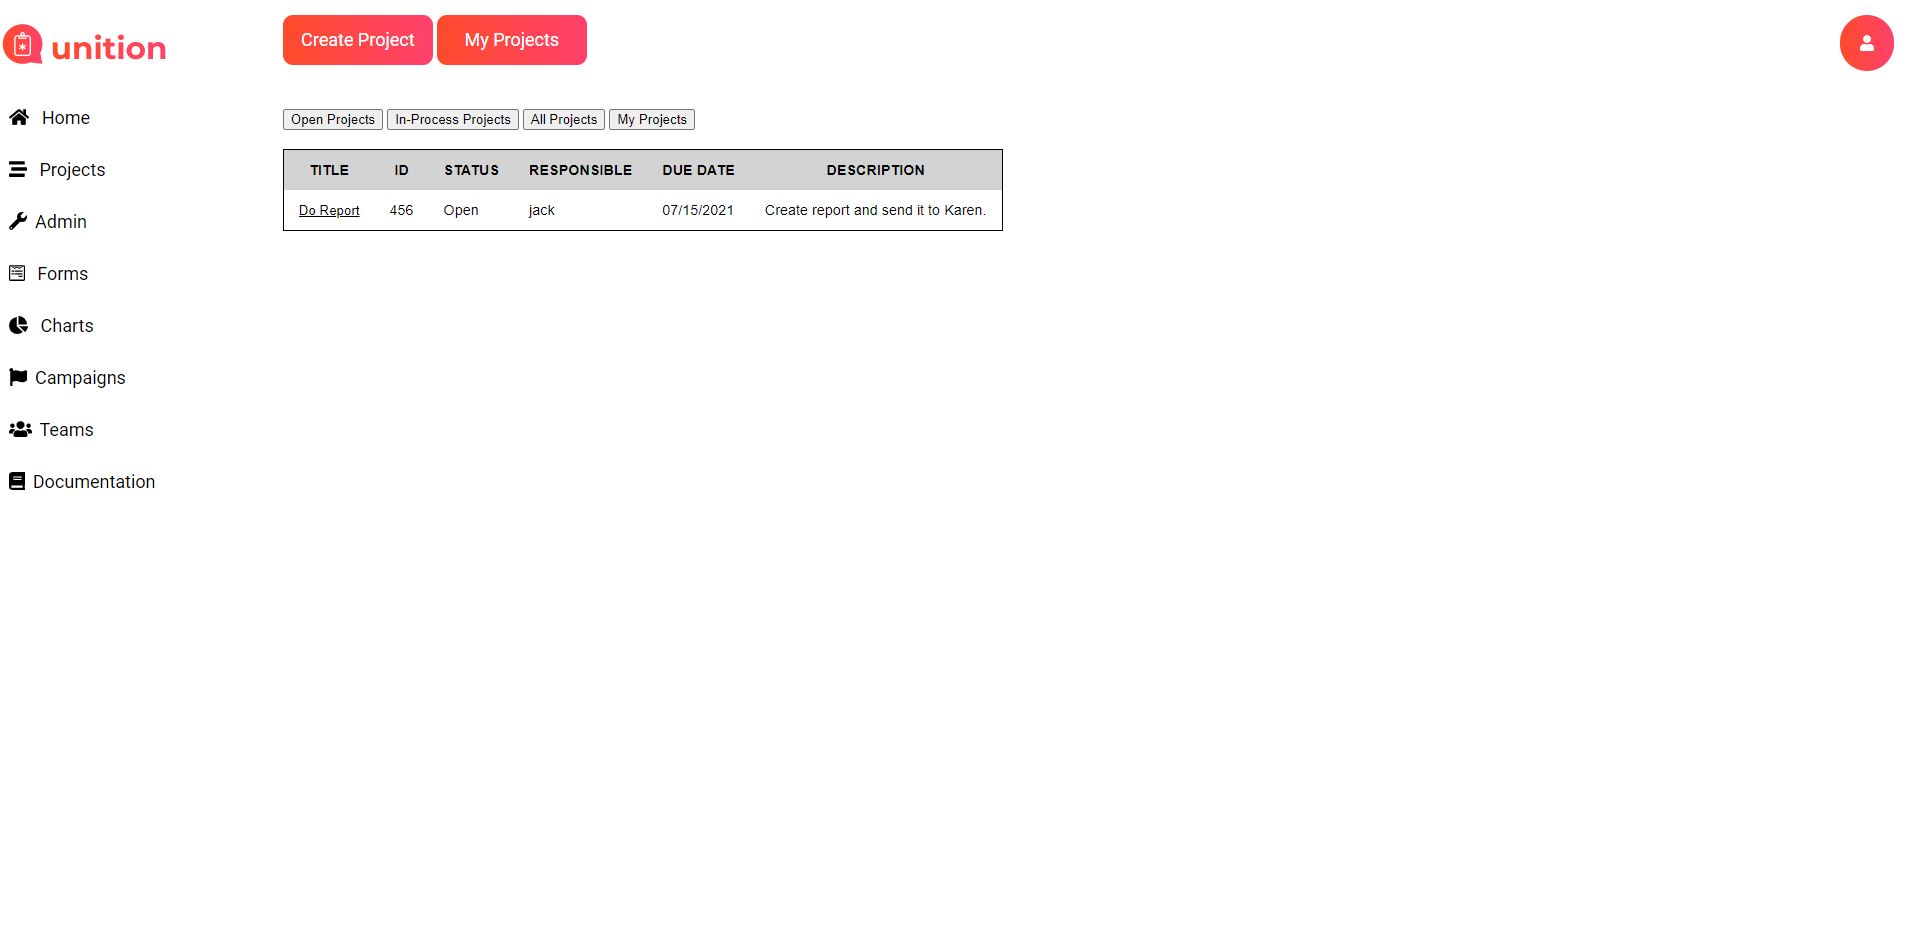 unition
Create Project My Projects
Home
Projects
Admin
Forms
Charts
Campaigns
Teams
Documentation
Open Projects In-Process Projects All Projects My Projects
TITLE ID STATUS RESPONSIBLE DUE DATE DESCRIPTION
Do Report 456 Open jack 07/15/2021 Create report and send it to Karen.